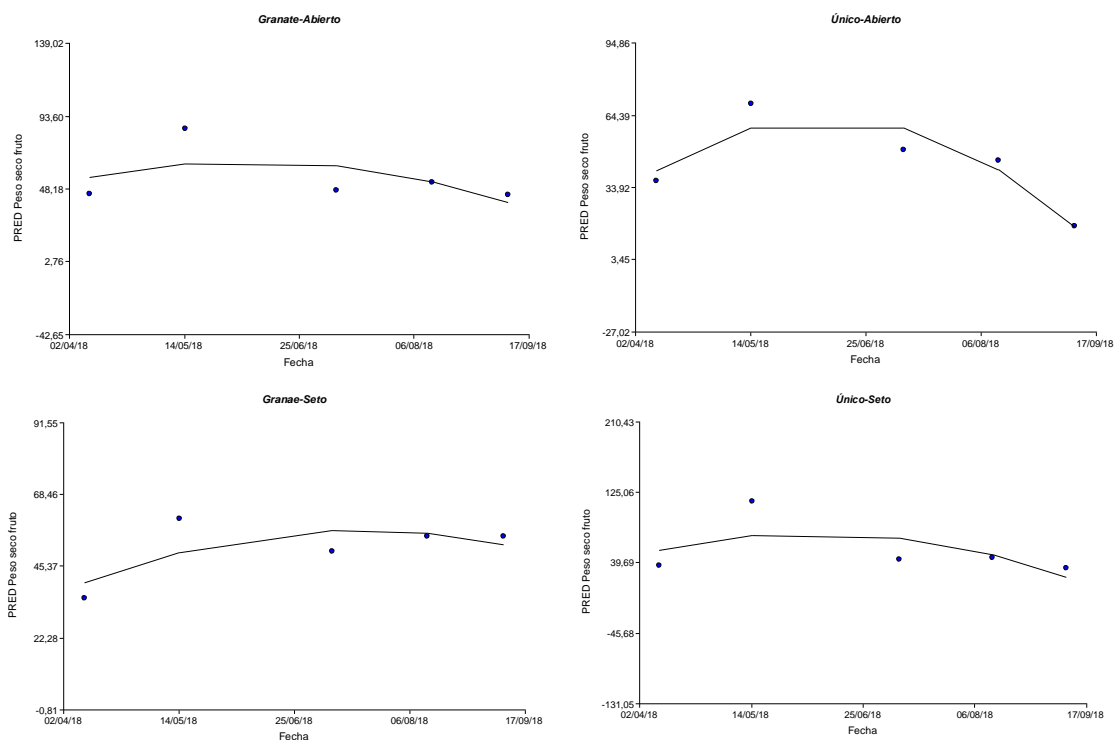 Granate-Abierto
139,02
93,60
48,18
2,76
-42,65
PRED Peso seco fruto
02/04/18 14/05/18 25/06/18 06/08/18 17/09/18
Fecha
Único-Abierto
94,86
64,39
33,92
3,45
-27,02
PRED Peso seco fruto
02/04/18 14/05/18 25/06/18 06/08/18 17/09/18
Fecha
Granae-Seto
91,55
68,46
45,37
22,28
-0,81
PRED Peso seco fruto
02/04/18 14/05/18 25/06/18 06/08/18 17/09/18
Fecha
Único-Seto
210,43
125,06
39,69
-45,68
-131,05
PRED Peso seco fruto
02/04/18 14/05/18 25/06/18 06/08/18 17/09/18
Fecha